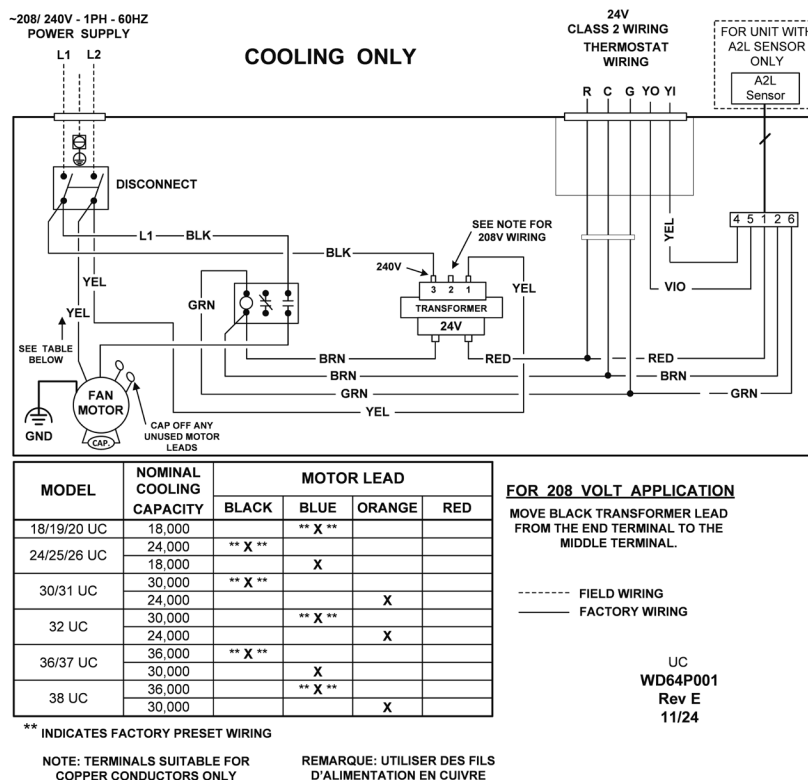 ~208/ 240V - 1PH - 60HZ
POWER SUPPLY
L1 L2
COOLING ONLY
24V
CLASS 2 WIRING
THERMOSTAT
WIRING
R C G YO YI
FOR UNIT WITH
A2L SENSOR
ONLY
A2L
Sensor
DISCONNECT
L1 BLK
BLK
SEE NOTE FOR
208V WIRING
240V
3 2 1
TRANSFORMER
24V
YEL
YEL
4 5 1 2 6
VIO
YEL
YEL
GRN
SEE TABLE
BELOW
BRN
RED
RED
BRN
BRN
GRN
GRN
YEL
FAN
MOTOR
CAP.
GND
CAP OFF ANY
UNUSED MOTOR
LEADS
MODEL NOMINAL COOLING CAPACITY MOTOR LEAD
BLACK BLUE ORANGE RED
18/19/20 UC 18,000 ** X **
24/25/26 UC 24,000 ** X **
18,000 X
30/31 UC 30,000 ** X **
24,000 X
32 UC 30,000 ** X **
24,000 X
36/37 UC 36,000 ** X **
30,000 X
38 UC 36,000 ** X **
30,000 X
** INDICATES FACTORY PRESET WIRING
NOTE: TERMINALS SUITABLE FOR
COPPER CONDUCTORS ONLY
REMARQUE: UTILISER DES FILS
D'ALIMENTATION EN CUIVRE
FOR 208 VOLT APPLICATION
MOVE BLACK TRANSFORMER LEAD
FROM THE END TERMINAL TO THE
MIDDLE TERMINAL.
FIELD WIRING
FACTORY WIRING
UC
WD64P001
Rev E
11/24